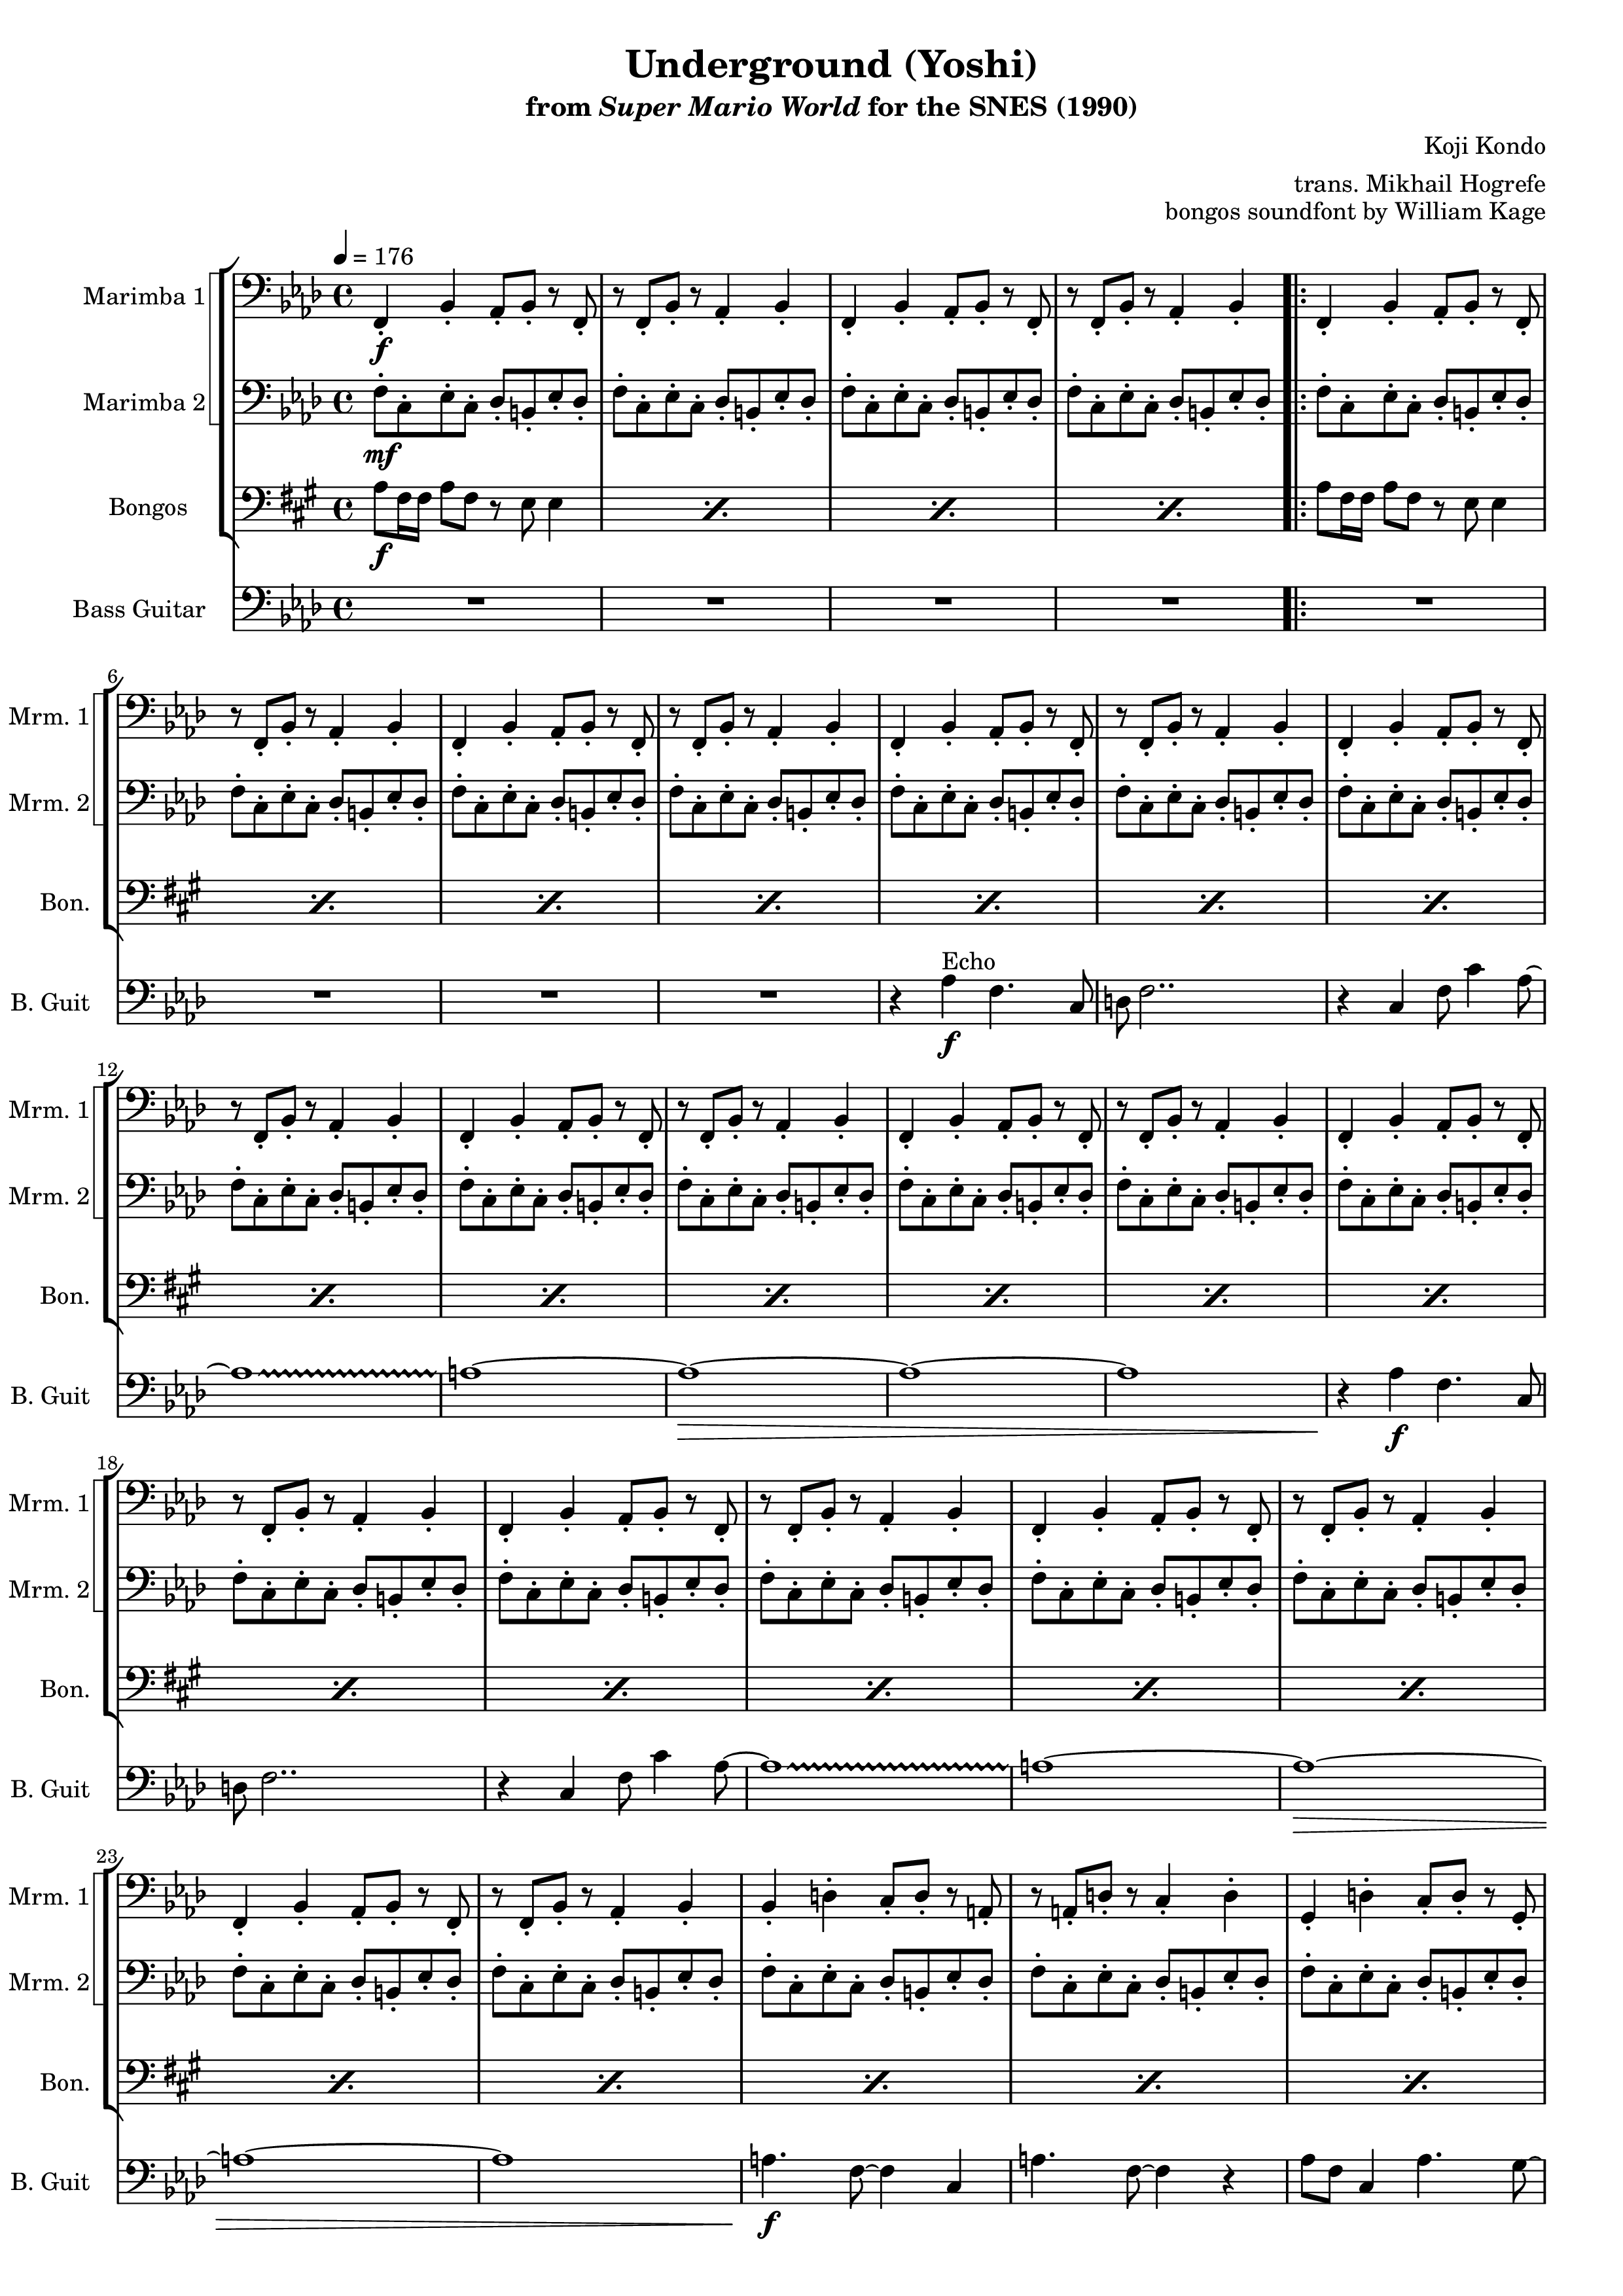 Underground (Yoshi)
from Super Mario World for the SNES (1990)
Koji Kondo
trans. Mikhail Hogrefe
bongos soundfont by William Kage
= 176
Marimba 1
f
Marimba 2
mf
Bongos
f
Bass Guitar
6
Mrm. 1
Mrm. 2
Bon.
Echo
B. Guit
f
12
Mrm. 1
Mrm. 2
Bon.
B. Guit
f
18
Mrm. 1
Mrm. 2
Bon.
B. Guit
23
Mrm. 1
Mrm. 2
Bon.
B. Guit
f